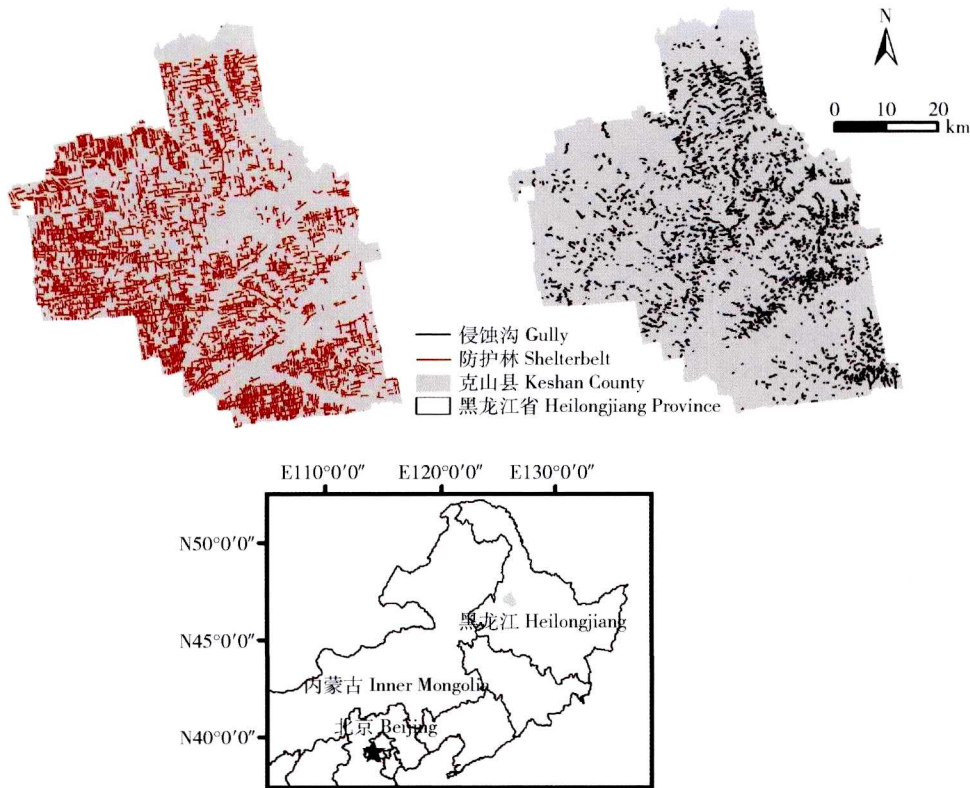 N
0 10 20
km
侵蚀沟 Gully
防护林 Shelterbelt
克山县 Keshan County
黑龙江省 Heilongjiang Province
E110°0′0″ E120°0′0″ E130°0′0″
N50°0′0″
黑龙江 Heilongjiang
N45°0′0″
内蒙古 Inner Mongolia
北京 Beijing
N40°0′0″